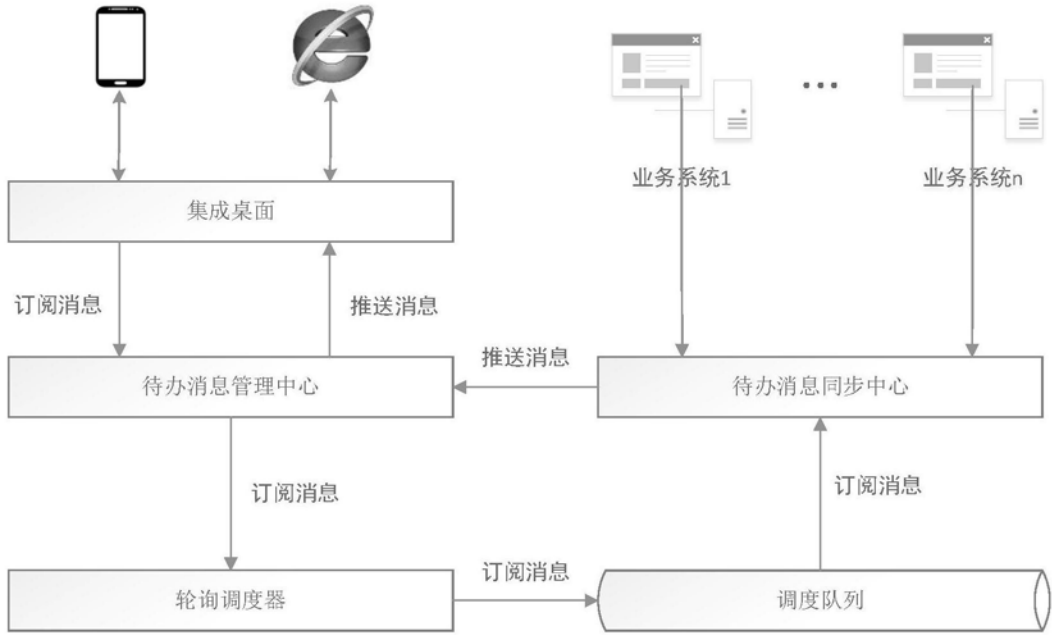 业务系统1
业务系统n
集成桌面
订阅消息
推送消息
推送消息
待办消息管理中心
待办消息同步中心
订阅消息
订阅消息
轮询调度器
订阅消息
调度队列